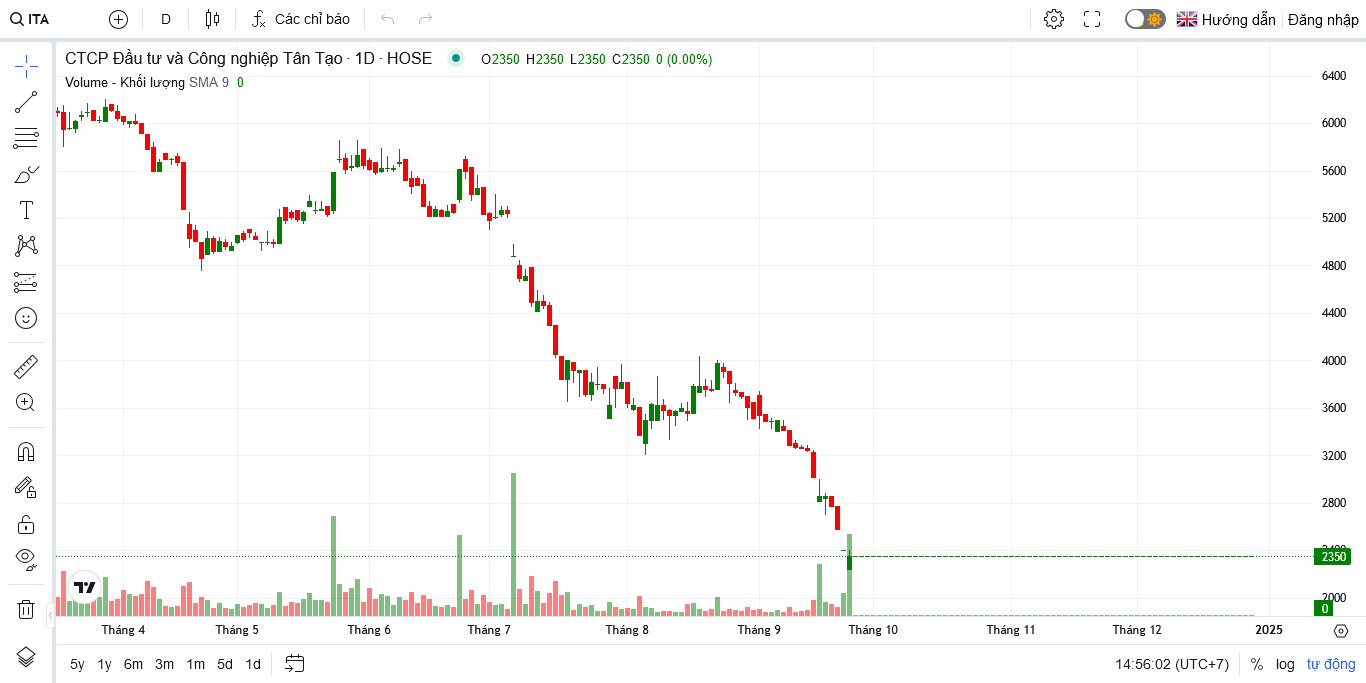 ITA D Các chỉ báo Hướng dẫn Đăng nhập
CTCP Đầu tư và Công nghiệp Tân Tạo · 1D · HOSE O2350 H2350 L2350 C2350 0 (0.00%)
Volume - Khối lượng SMA 9 0
6400
6000
5600
5200
4800
4400
4000
3600
3200
2800
2400
2350
2000
0
Tháng 4 Tháng 5 Tháng 6 Tháng 7 Tháng 8 Tháng 9 Tháng 10 Tháng 11 Tháng 12 2025
5y 1y 6m 3m 1m 5d 1d 14:56:02 (UTC+7) % log tự động